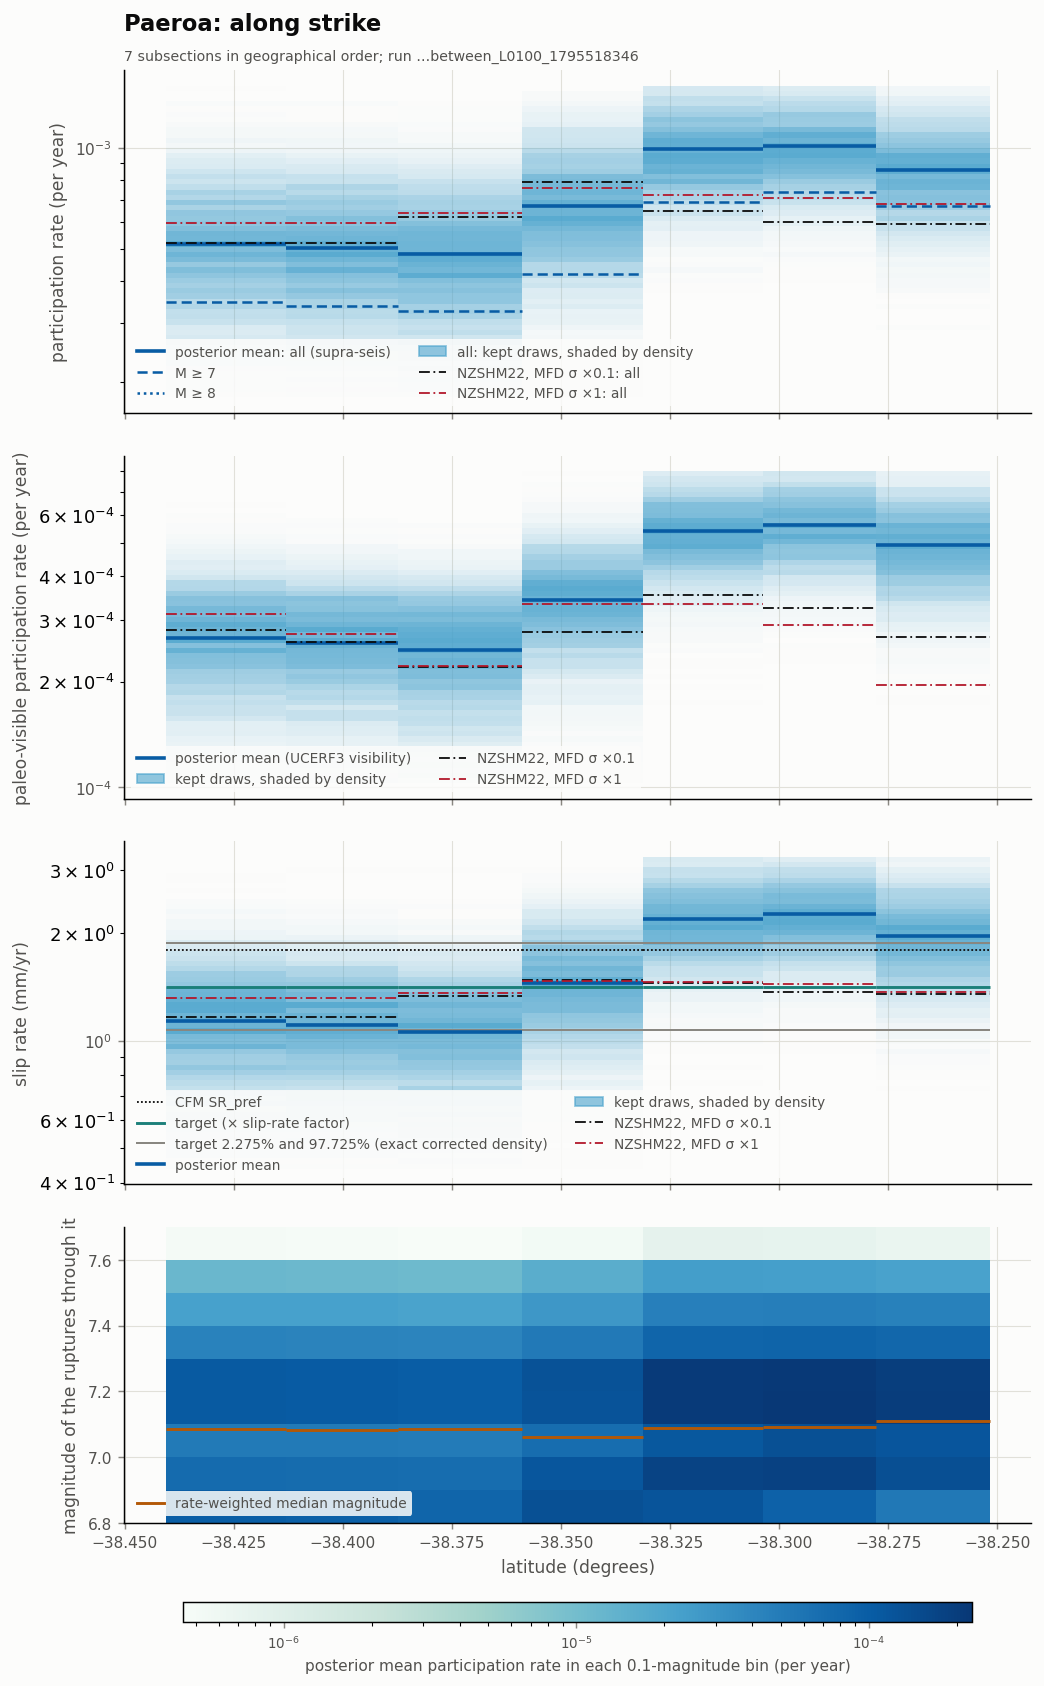 Paeroa: along strike
7 subsections in geographical order; run ...between_L0100_1795518346
participation rate (per year)
10⁻³
posterior mean: all (supra-seis)
M ≥ 7
M ≥ 8
all: kept draws, shaded by density
NZSHM22, MFD σ ×0.1: all
NZSHM22, MFD σ ×1: all
paleo-visible participation rate (per year)
6 × 10⁻⁴
4 × 10⁻⁴
3 × 10⁻⁴
2 × 10⁻⁴
10⁻⁴
posterior mean (UCERF3 visibility)
kept draws, shaded by density
NZSHM22, MFD σ ×0.1
NZSHM22, MFD σ ×1
slip rate (mm/yr)
3 × 10⁰
2 × 10⁰
10⁰
6 × 10⁻¹
4 × 10⁻¹
CFM SR_pref
target (× slip-rate factor)
target 2.275% and 97.725% (exact corrected density)
posterior mean
kept draws, shaded by density
NZSHM22, MFD σ ×0.1
NZSHM22, MFD σ ×1
magnitude of the ruptures through it
7.6
7.4
7.2
7.0
6.8
rate-weighted median magnitude
−38.450 −38.425 −38.400 −38.375 −38.350 −38.325 −38.300 −38.275 −38.250
latitude (degrees)
10⁻⁶ 10⁻⁵ 10⁻⁴
posterior mean participation rate in each 0.1-magnitude bin (per year)